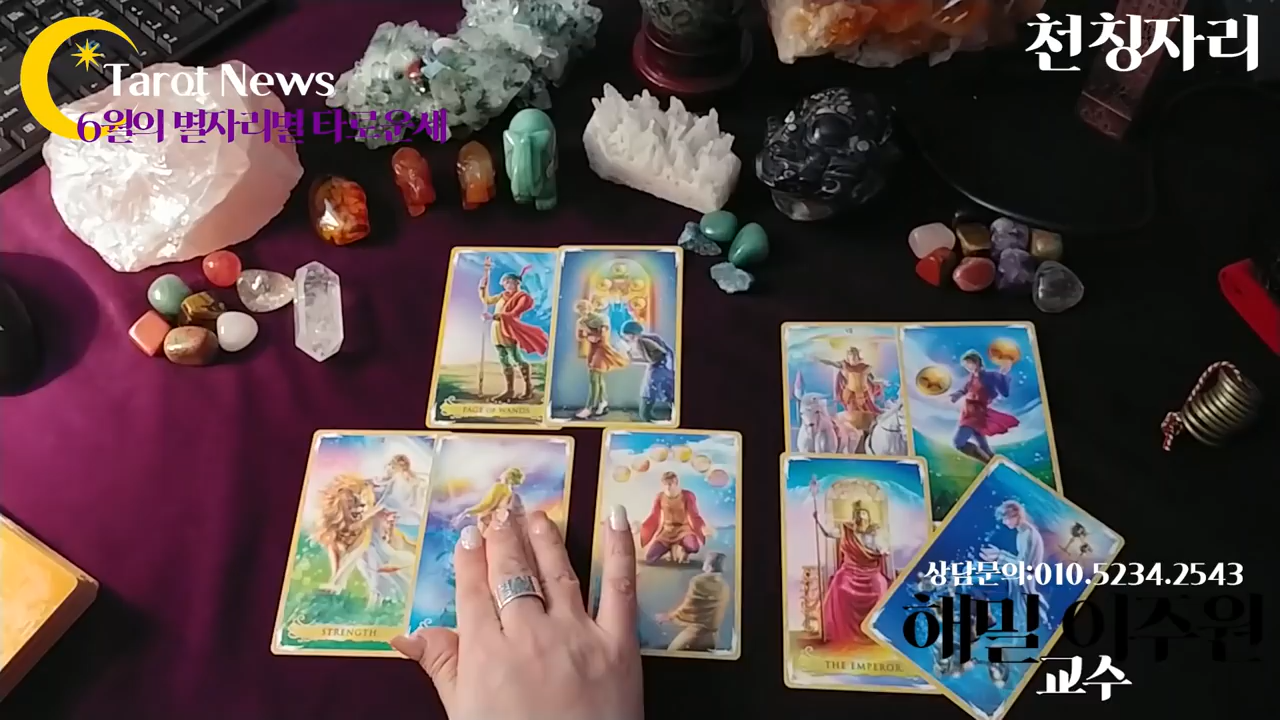 Tarot News
6월의 별자리별 타로운세
천칭자리
VII
PAGE OF WANDS
STRENGTH
THE EMPEROR
상담문의:010.5234.2543
해밀 이주원
교수